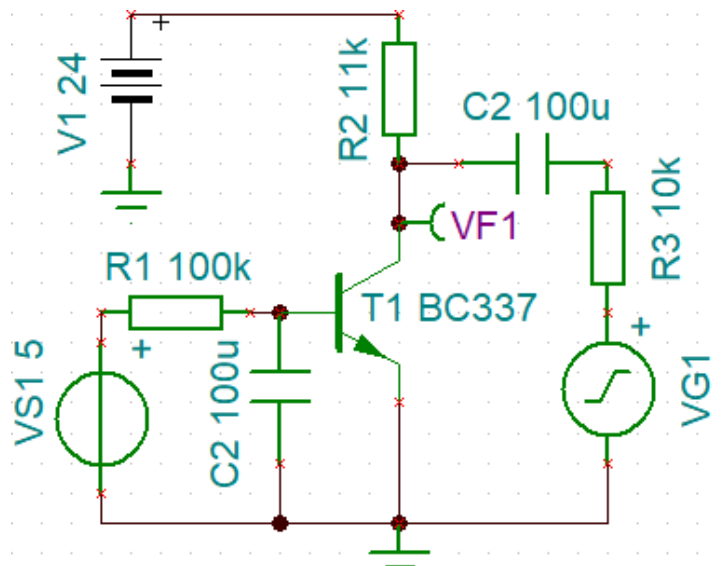 V1 24
+
R2 11k
C2 100u
VF1
R3 10k
R1 100k
T1 BC337
+
VS1 5
+
C2 100u
VG1